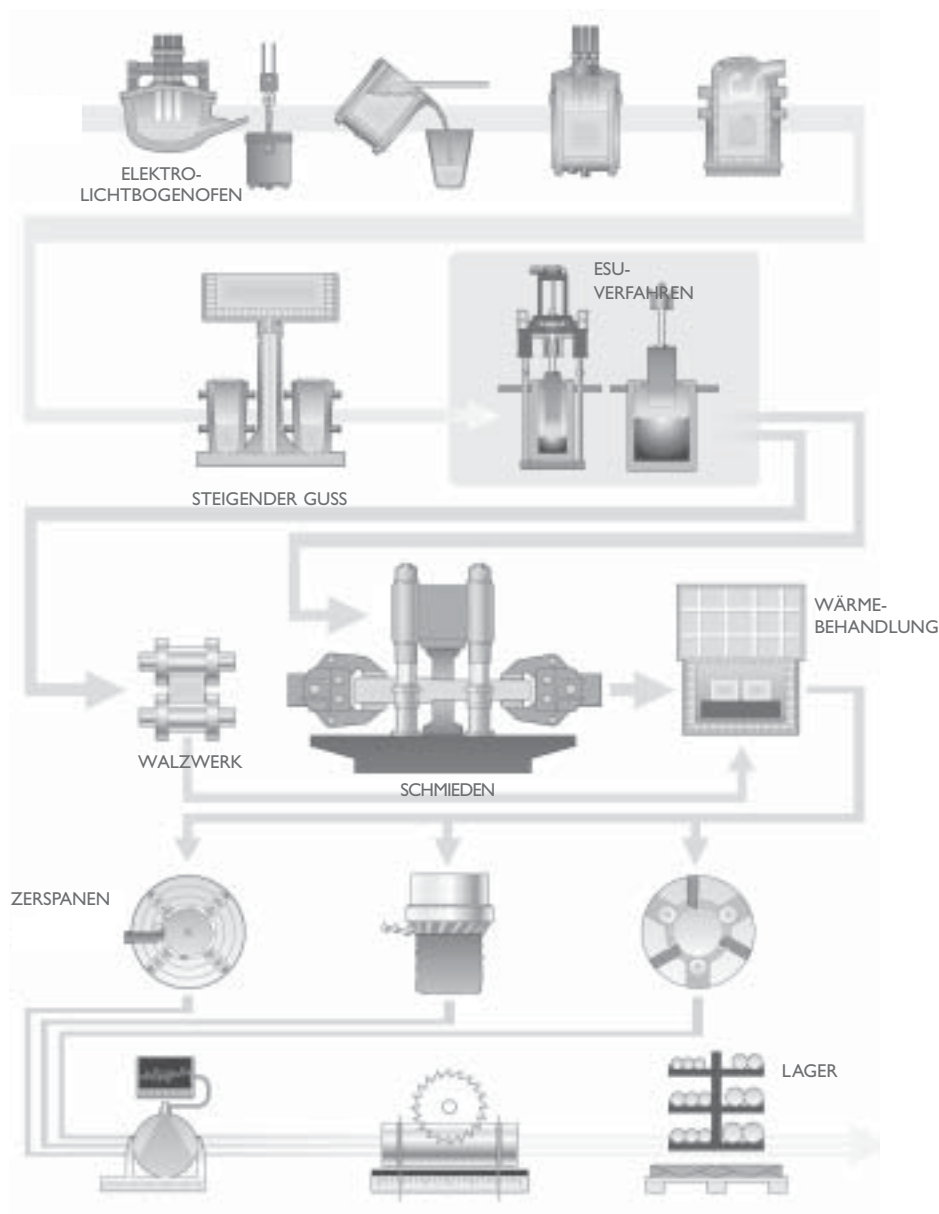 ELEKTRO-
LICHTBOGENOFEN
ESU-
VERFAHREN
STEIGENDER GUSS
WÄRME-
BEHANDLUNG
WALZWERK
SCHMIEDEN
ZERSPANEN
LAGER